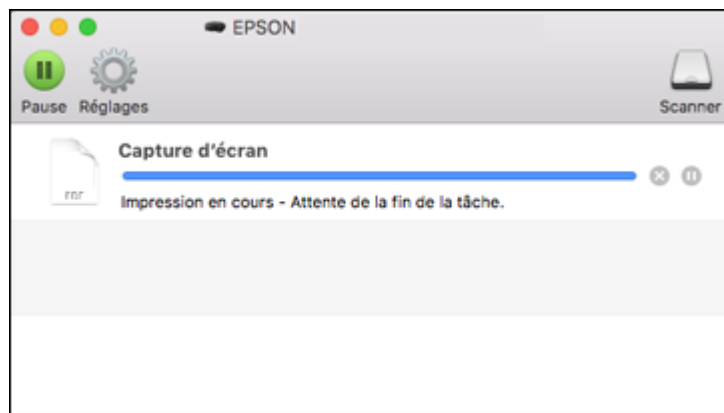 EPSON
Pause Réglages Scanner
Capture d'écran
Impression en cours - Attente de la fin de la tâche.